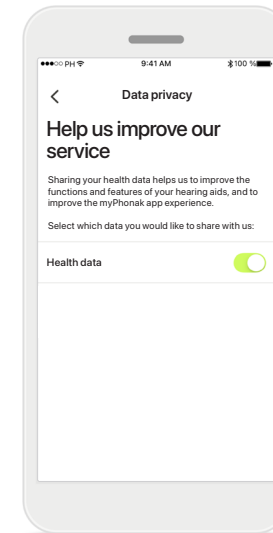 PH 9:41 AM 100 %
Data privacy
Help us improve our
service
Sharing your health data helps us to improve the
functions and features of your hearing aids, and to
improve the myPhonak app experience.
Select which data you would like to share with us:
Health data